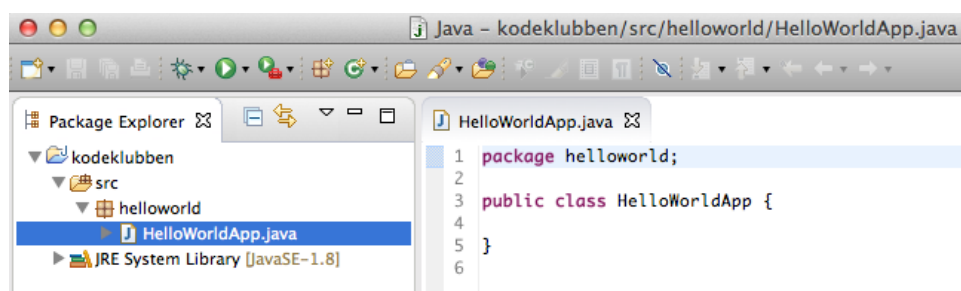 Java – kodeklubben/src/helloworld/HelloWorldApp.java
Package Explorer
kodeklubben
src
helloworld
HelloWorldApp.java
JRE System Library [JavaSE-1.8]
HelloWorldApp.java
1 package helloworld;
2
3 public class HelloWorldApp {
4
5 }
6